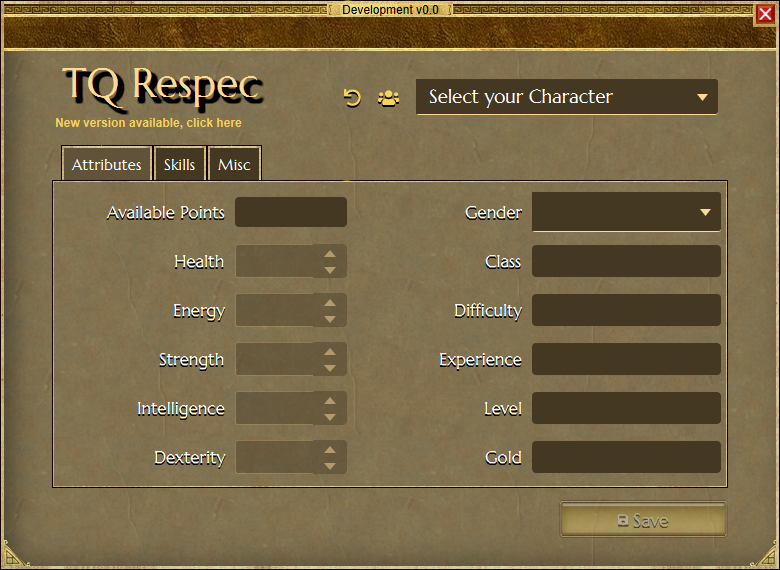 Development v0.0
TQ Respec
Select your Character
New version available, click here
Attributes
Skills
Misc
Available Points
Gender
Health
Class
Energy
Difficulty
Strength
Experience
Intelligence
Level
Dexterity
Gold
Save